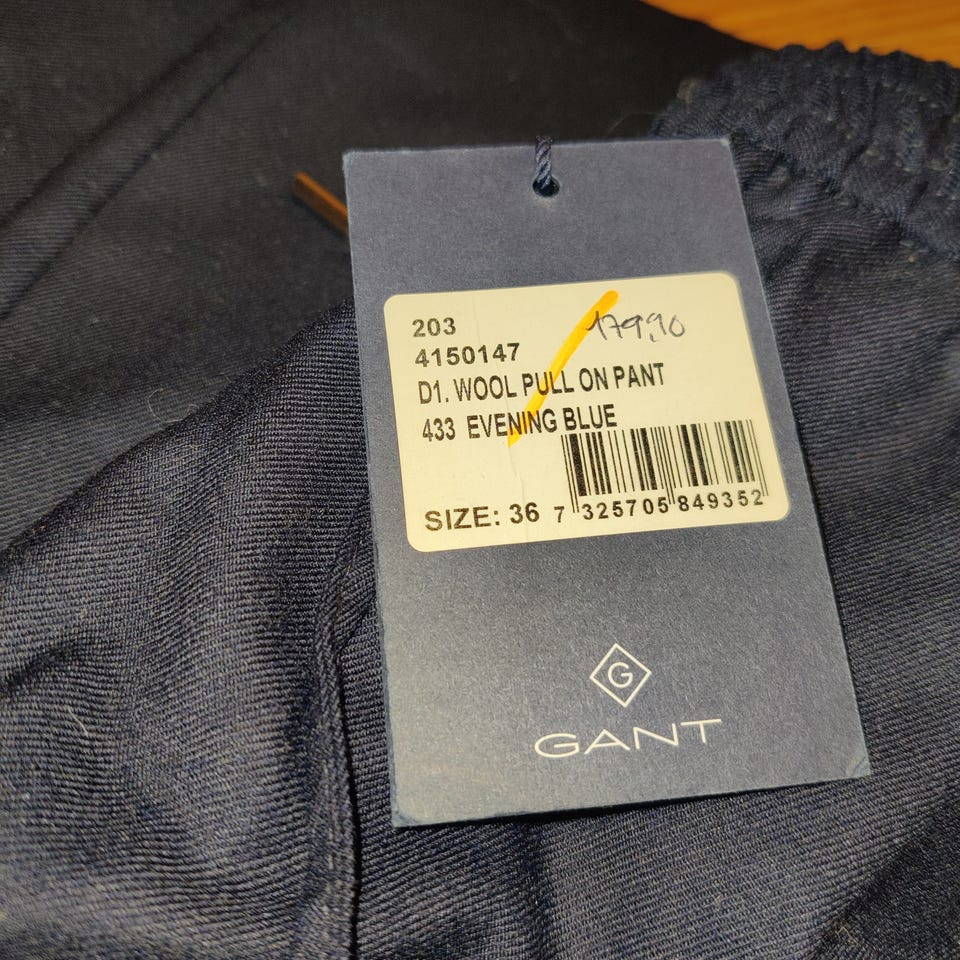 203
179,90
4150147
D1. WOOL PULL ON PANT
433 EVENING BLUE
SIZE: 36
7 325705 849352
G
GANT